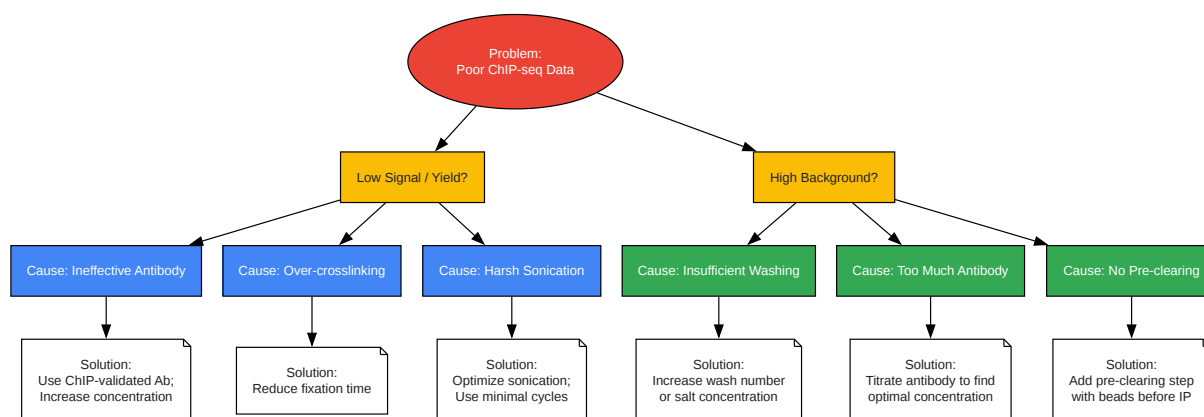 Problem:
Poor ChIP-seq Data
Low Signal / Yield?
High Background?
Cause: Ineffective Antibody
Cause: Over-crosslinking
Cause: Harsh Sonication
Cause: Insufficient Washing
Cause: Too Much Antibody
Cause: No Pre-clearing
Solution:
Use ChIP-validated Ab;
Increase concentration
Solution:
Reduce fixation time
Solution:
Optimize sonication;
Use minimal cycles
Solution:
Increase wash number
or salt concentration
Solution:
Titrate antibody to find
optimal concentration
Solution:
Add pre-clearing step
with beads before IP